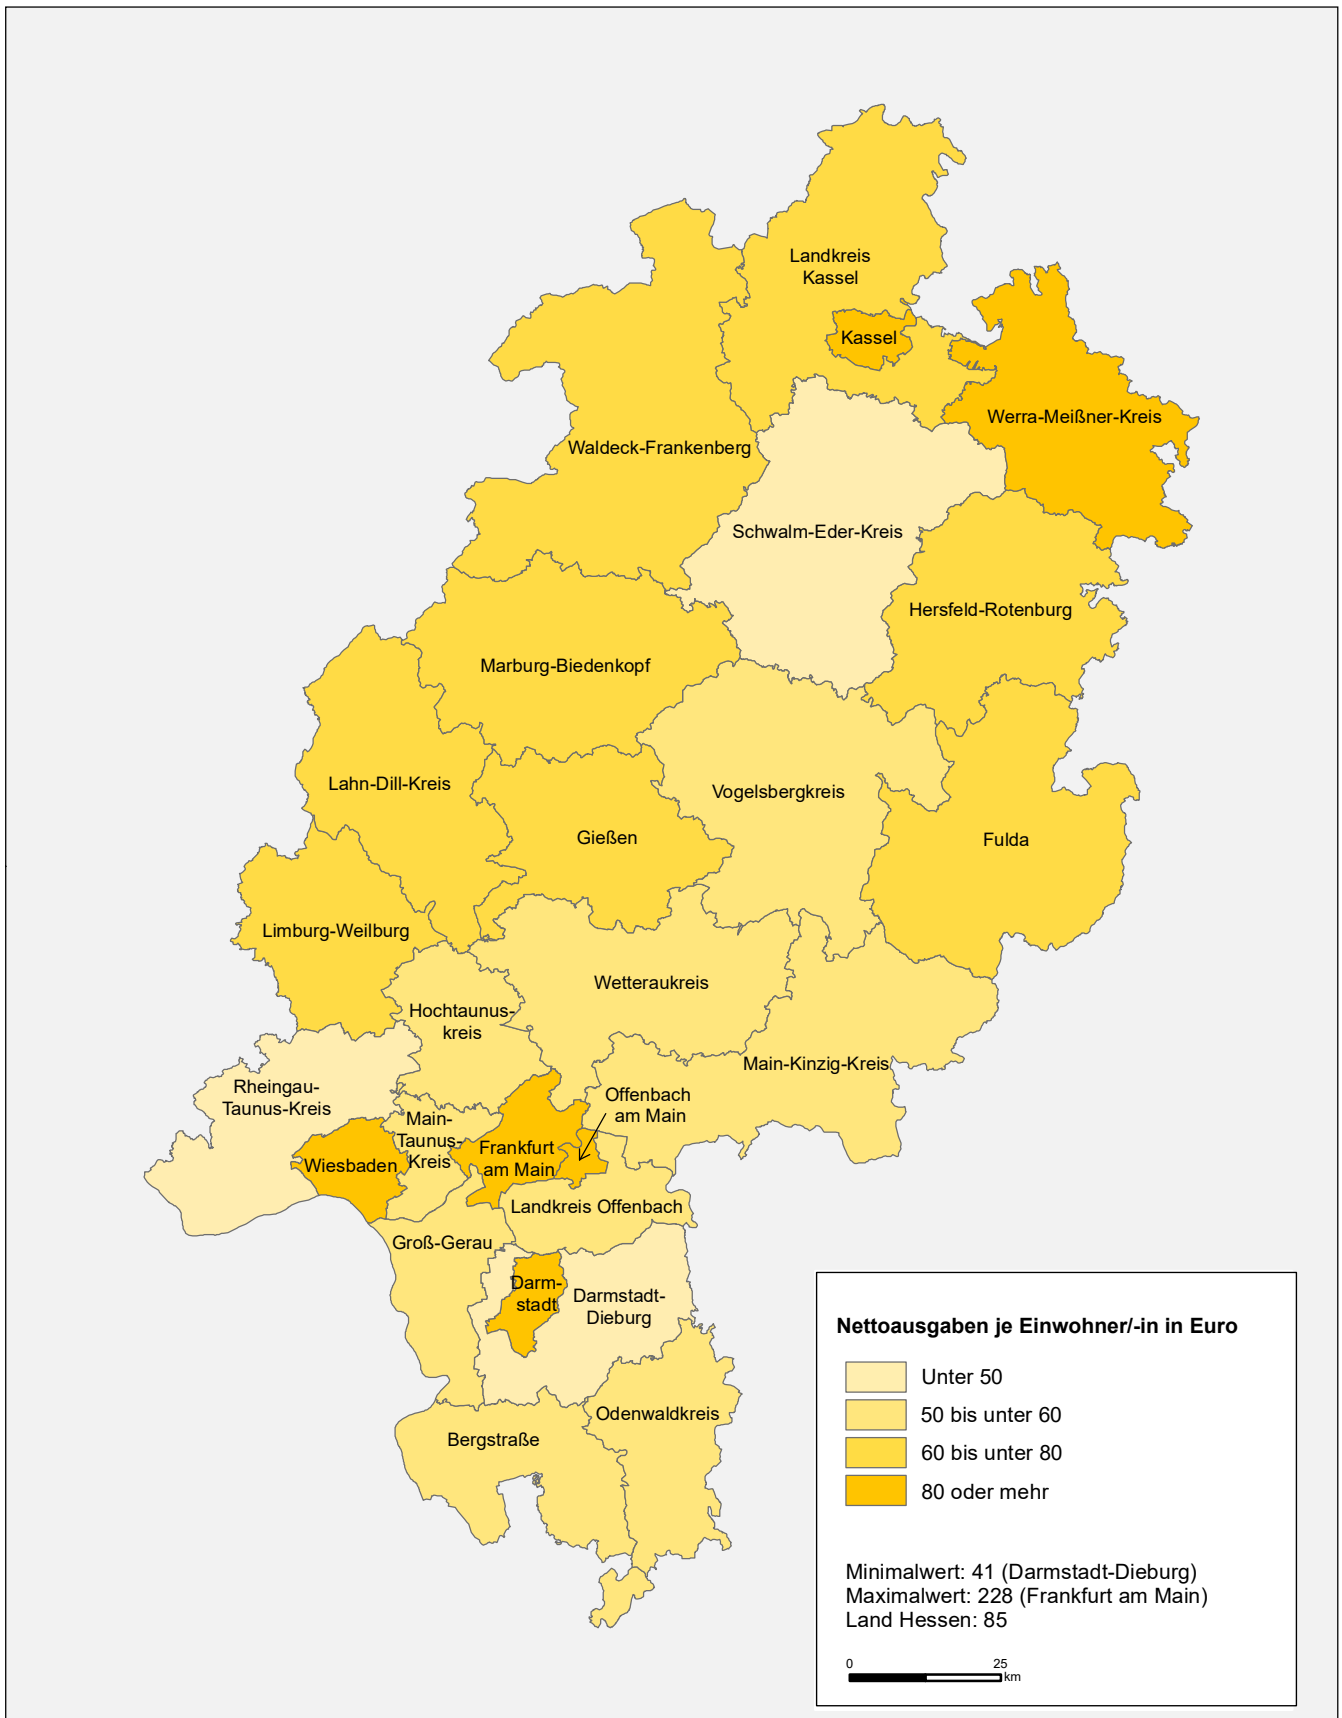 Landkreis
Kassel
Kassel
Werra-Meißner-Kreis
Waldeck-Frankenberg
Schwalm-Eder-Kreis
Hersfeld-Rotenburg
Marburg-Biedenkopf
Lahn-Dill-Kreis
Vogelsbergkreis
Gießen
Fulda
Limburg-Weilburg
Wetteraukreis
Hochtaunus-
kreis
Main-Kinzig-Kreis
Rheingau-
Taunus-Kreis
Offenbach
am Main
Main-
Taunus-
Kreis
Frankfurt
am Main
Wiesbaden
Landkreis Offenbach
Groß-Gerau
Darm-
stadt
Darmstadt-
Dieburg
Odenwaldkreis
Bergstraße
Nettoausgaben je Einwohner/-in in Euro
Unter 50
50 bis unter 60
60 bis unter 80
80 oder mehr
Minimalwert: 41 (Darmstadt-Dieburg)
Maximalwert: 228 (Frankfurt am Main)
Land Hessen: 85
0 25
km